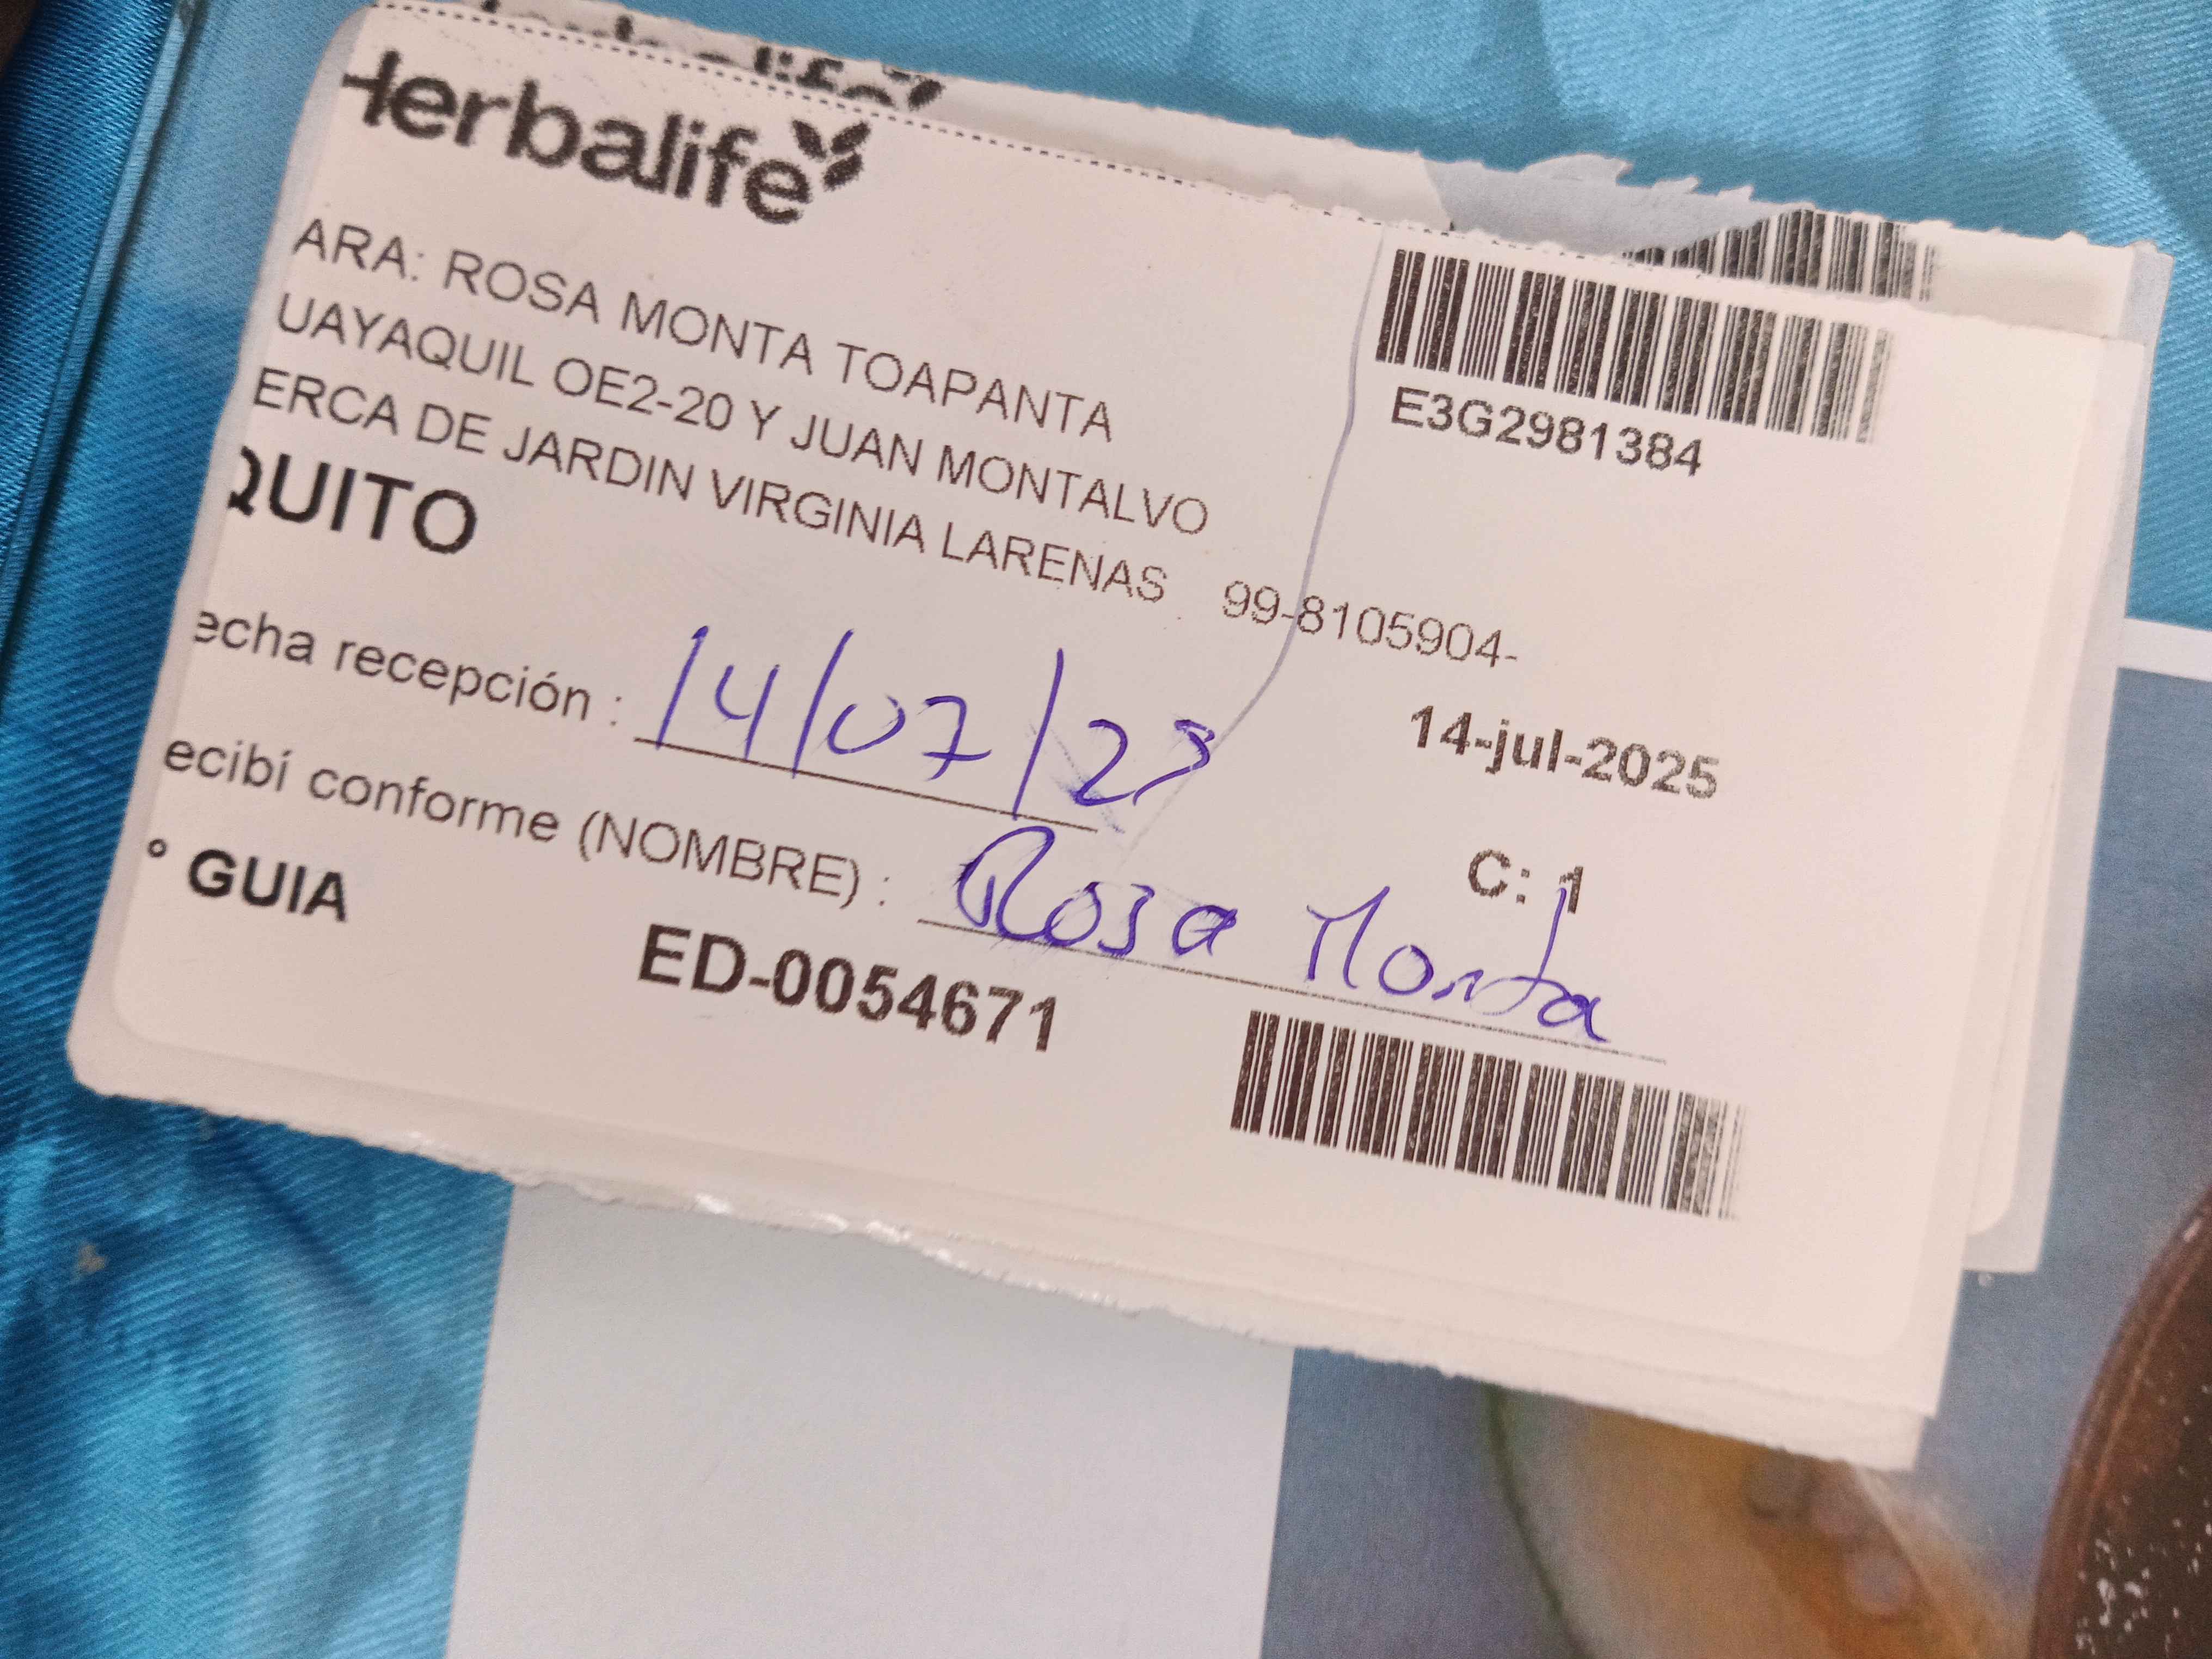 Herbalife
ARA: ROSA MONTA TOAPANTA
UAYAQUIL OE2-20 Y JUAN MONTALVO
ERCA DE JARDIN VIRGINIA LARENAS 99-8105904-
QUITO
E3G2981384
echa recepción : 14/07/25
14-jul-2025
ecibí conforme (NOMBRE) : Rosa Monta
C: 1
° GUIA
ED-0054671